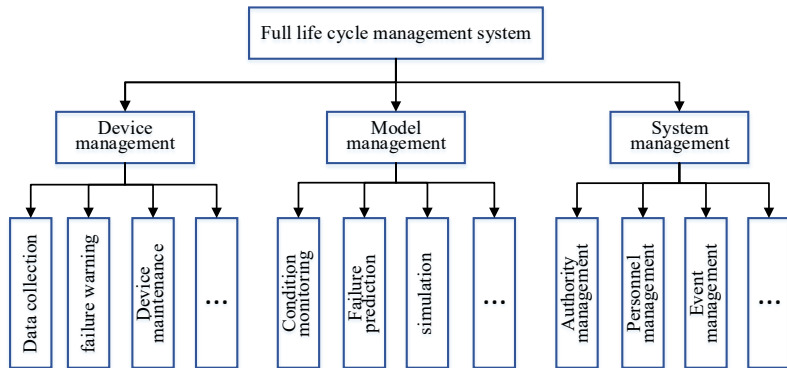 Full life cycle management system
Device
management
Model
management
System
management
Data collection
failure warning
Device
maintenance
...
Condition
monitoring
Failure
prediction
simulation
...
Authority
management
Personnel
management
Event
management
...